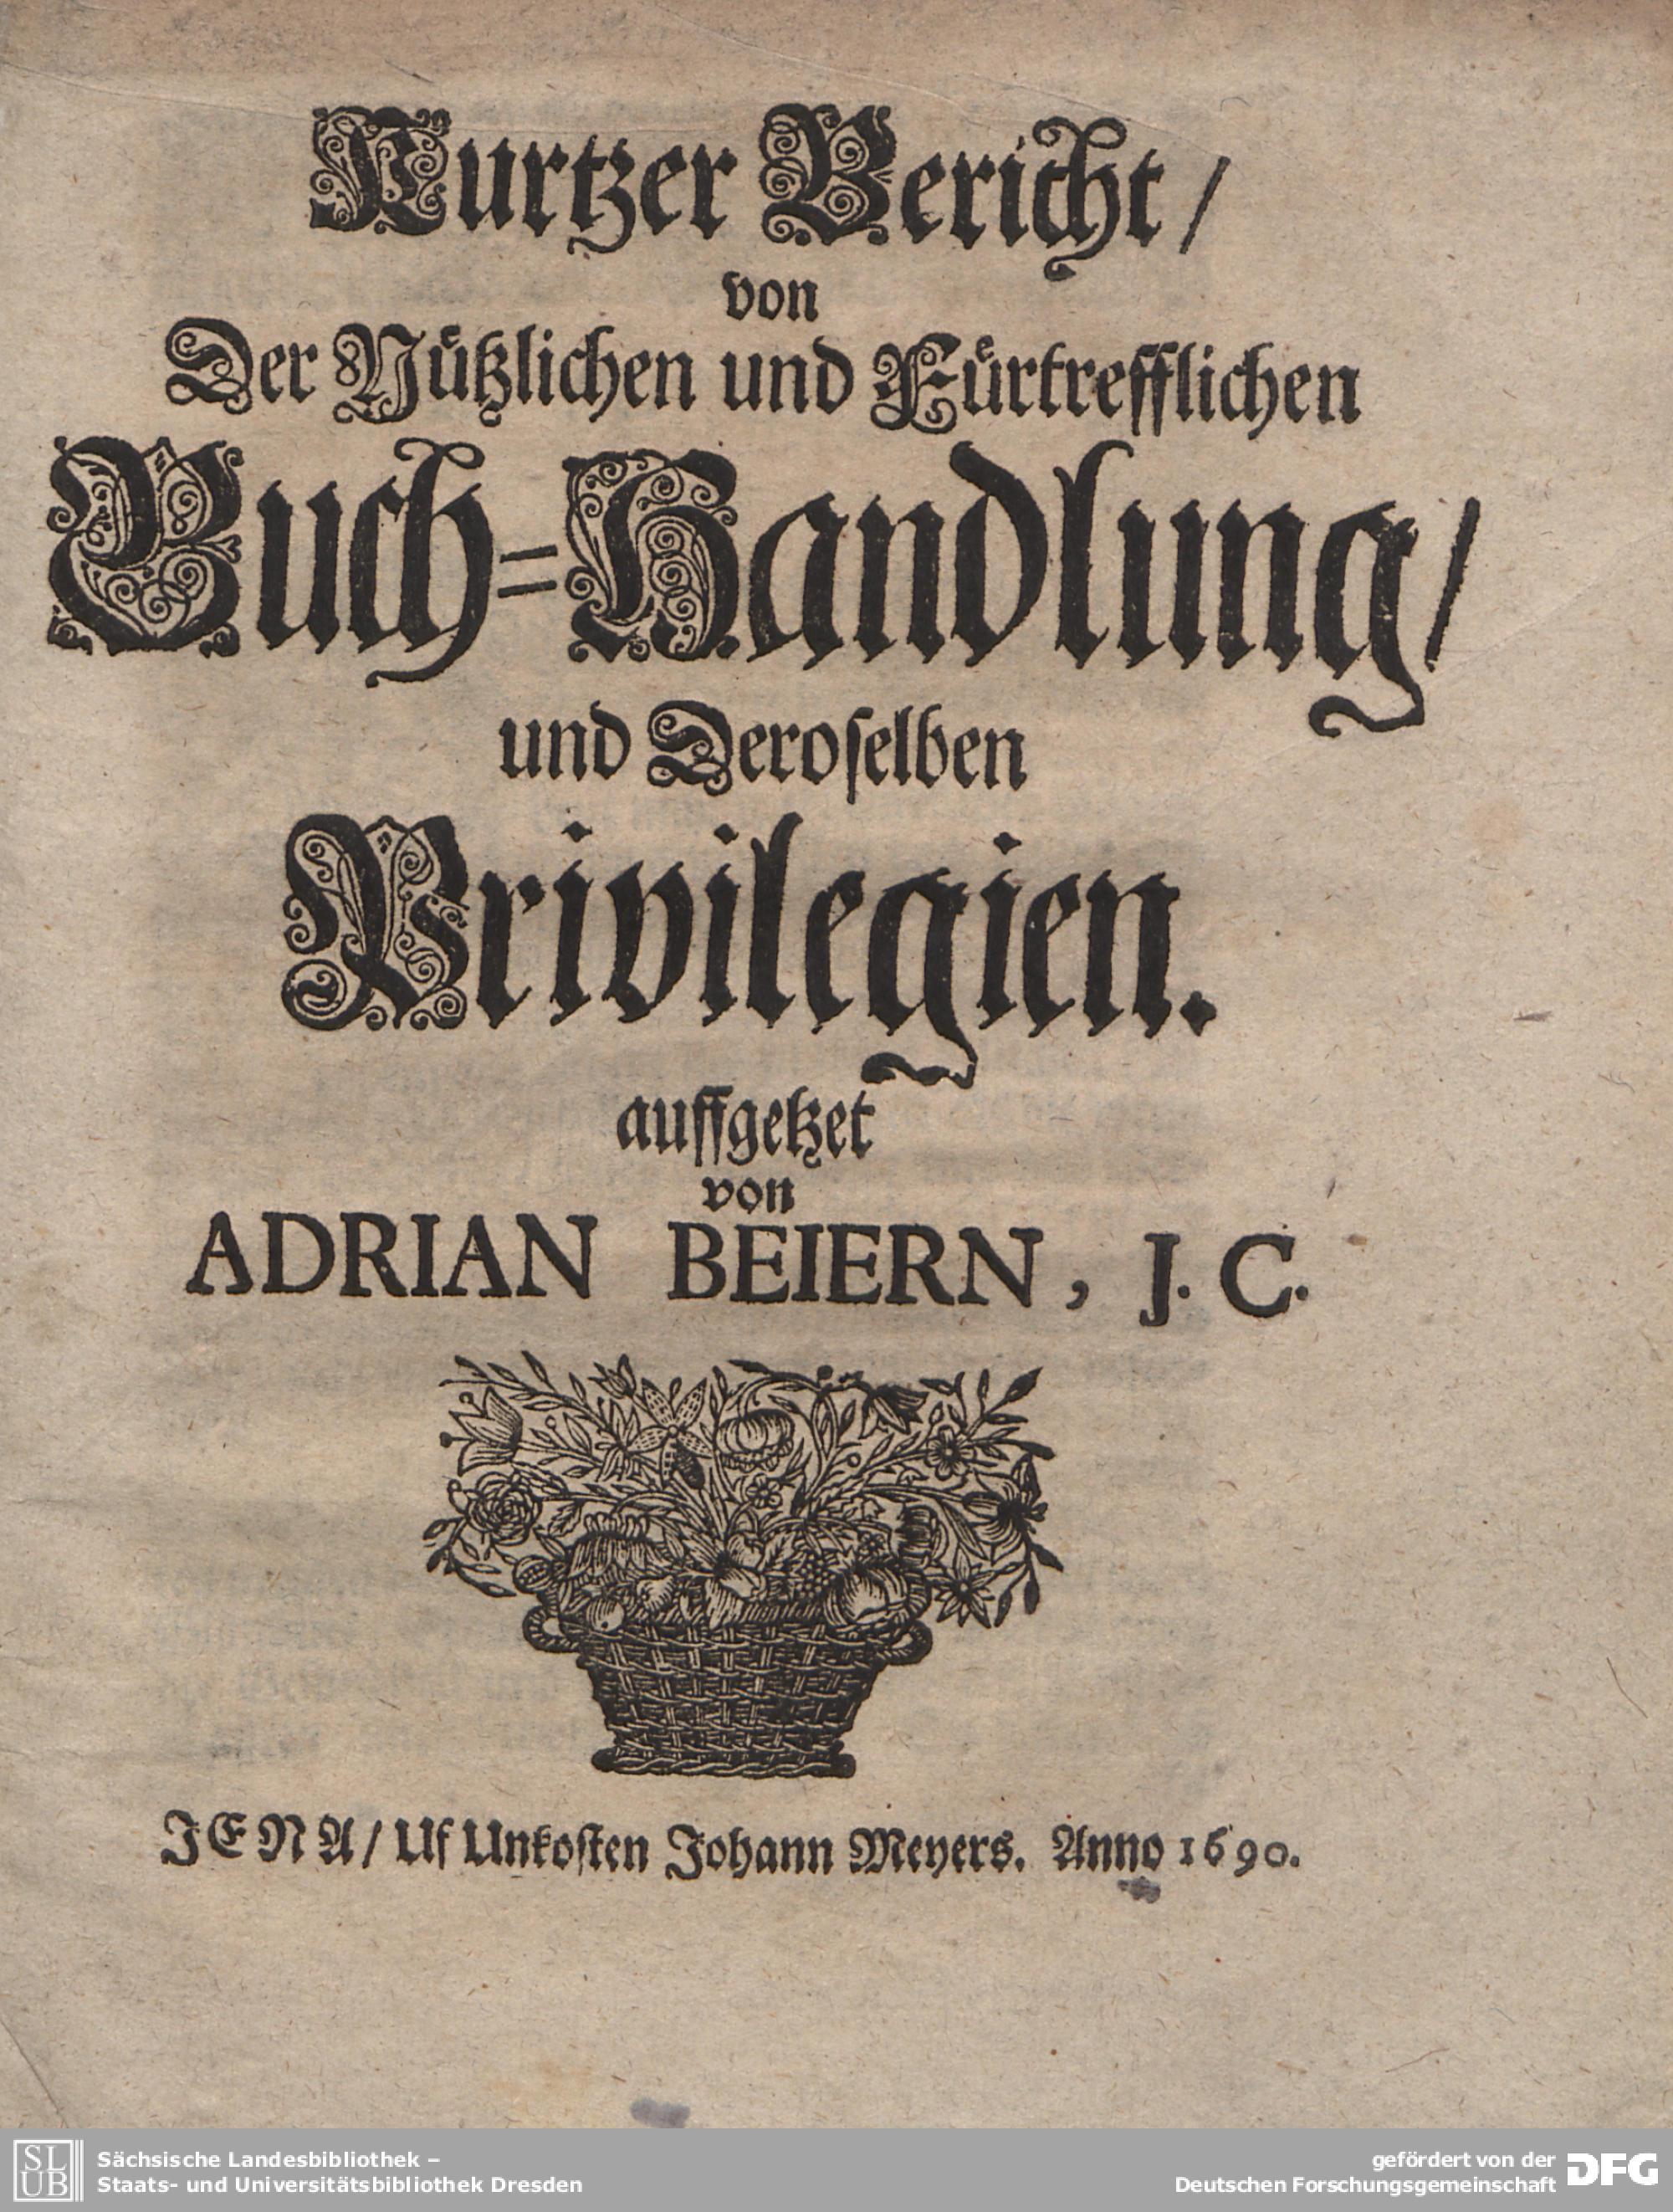 Kurtzer Bericht/
von
Der Nützlichen und Fürtrefflichen
Buch=Handlung/
und Deroselben
Privilegien.
auffgetzet
von
ADRIAN BEIERN, J. C.
JENA/ Uf Unkosten Johann Meyers. Anno 1690.
SLUB
Sächsische Landesbibliothek –
Staats- und Universitätsbibliothek Dresden
gefördert von der
Deutschen Forschungsgemeinschaft
DFG